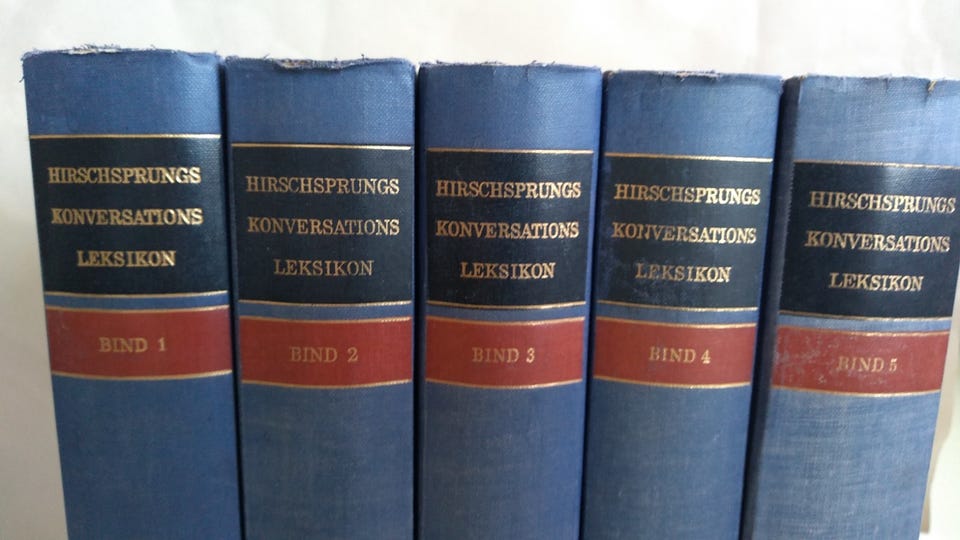 HIRSCHSPRUNGS
KONVERSATIONS
LEKSIKON
BIND 1
HIRSCHSPRUNGS
KONVERSATIONS
LEKSIKON
BIND 2
HIRSCHSPRUNGS
KONVERSATIONS
LEKSIKON
BIND 3
HIRSCHSPRUNGS
KONVERSATIONS
LEKSIKON
BIND 4
HIRSCHSPRUNGS
KONVERSATIONS
LEKSIKON
BIND 5